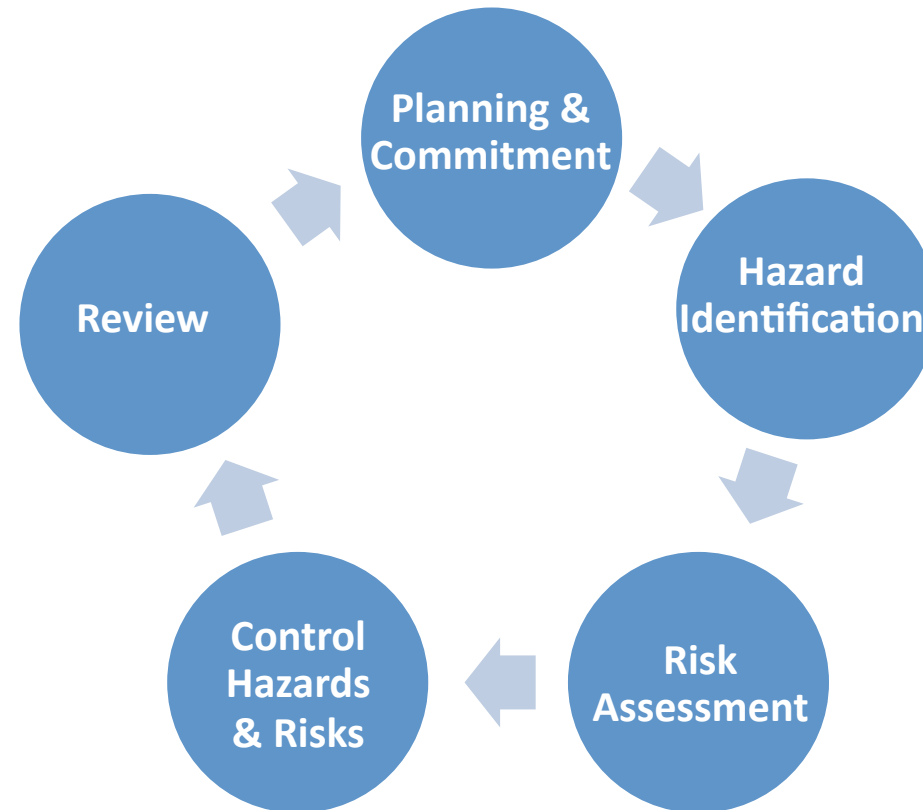 Planning &
Commitment
Hazard
Identification
Risk
Assessment
Control
Hazards
& Risks
Review